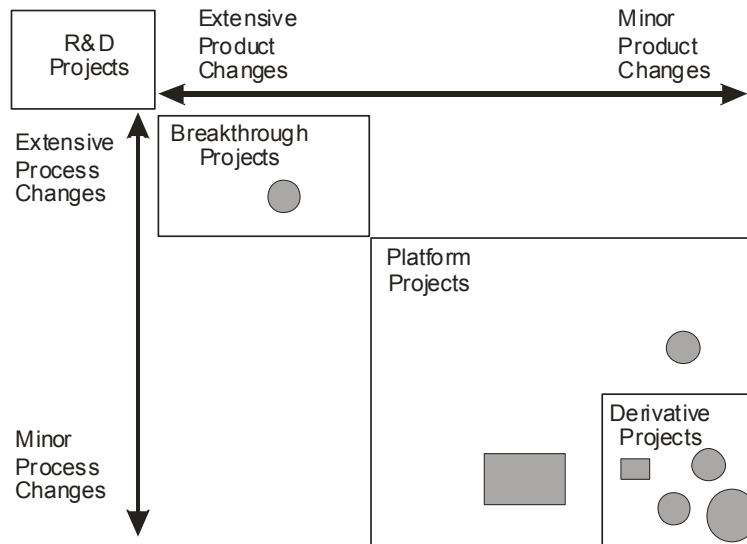 R&D
Projects
Extensive
Product
Changes
Minor
Product
Changes
Extensive
Process
Changes
Breakthrough
Projects
Platform
Projects
Derivative
Projects
Minor
Process
Changes